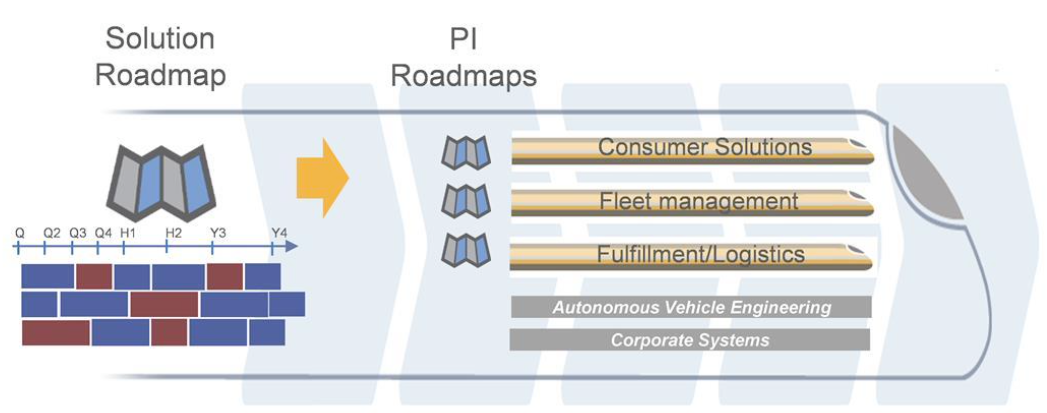 Solution
Roadmap
PI
Roadmaps
Consumer Solutions
Fleet management
Q Q2 Q3 Q4 H1 H2 Y3 Y4
Fulfillment/Logistics
Autonomous Vehicle Engineering
Corporate Systems